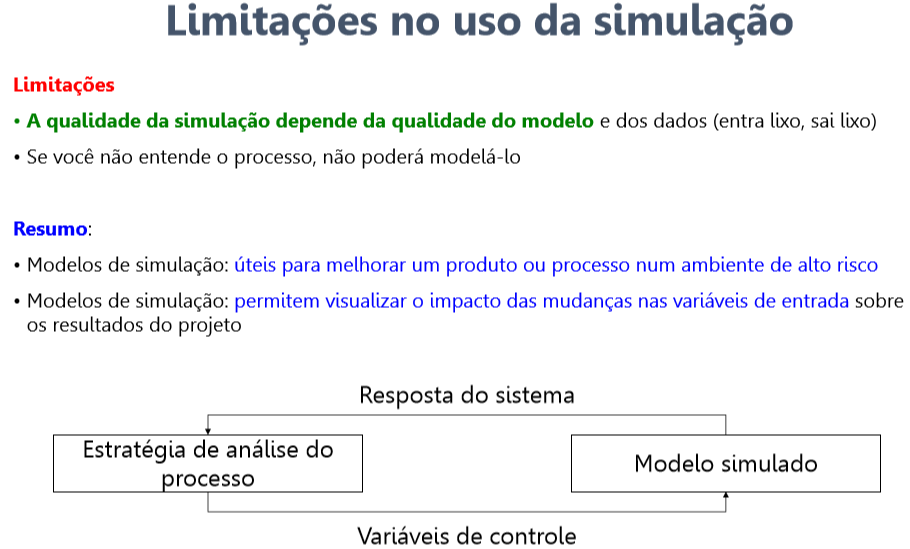 Limitações no uso da simulação
Limitações
• A qualidade da simulação depende da qualidade do modelo e dos dados (entra lixo, sai lixo)
• Se você não entende o processo, não poderá modelá-lo
Resumo:
• Modelos de simulação: úteis para melhorar um produto ou processo num ambiente de alto risco
• Modelos de simulação: permitem visualizar o impacto das mudanças nas variáveis de entrada sobre
os resultados do projeto
Resposta do sistema
Estratégia de análise do
processo
Modelo simulado
Variáveis de controle